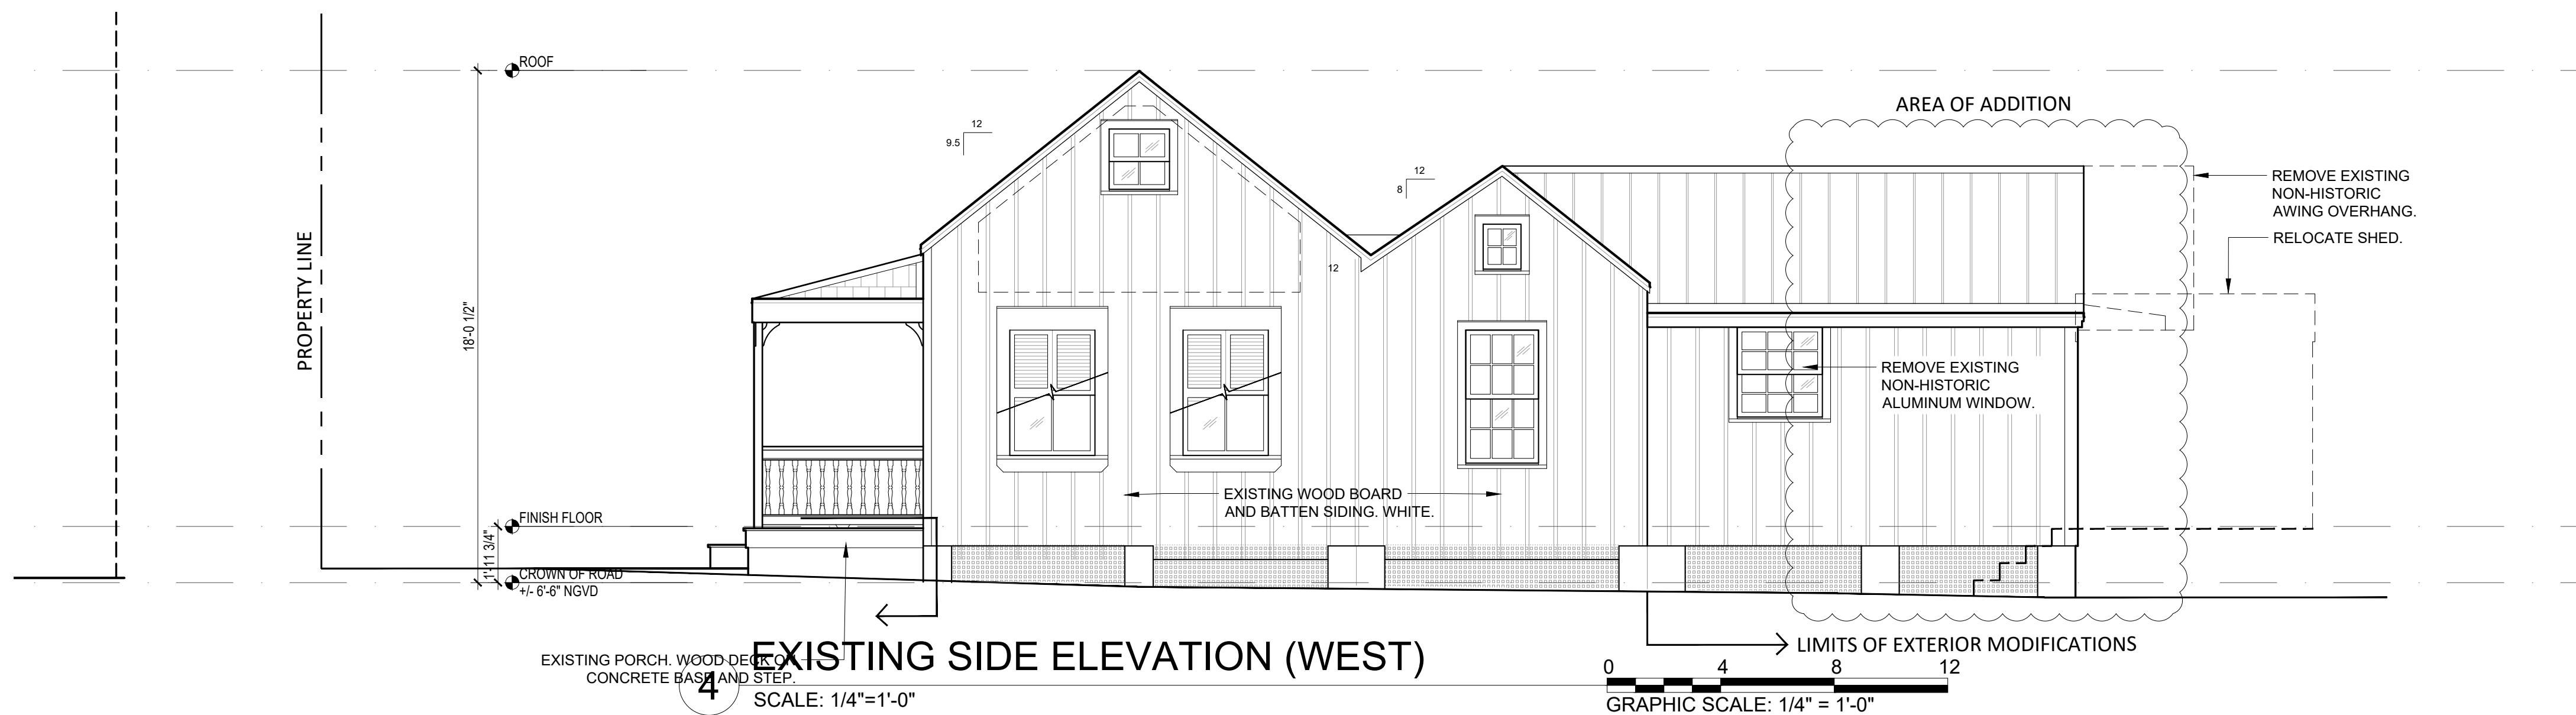 ROOF
AREA OF ADDITION
12
9.5
12
8
REMOVE EXISTING
NON-HISTORIC
AWING OVERHANG.
RELOCATE SHED.
PROPERTY LINE
18'-0 1/2"
12
REMOVE EXISTING
NON-HISTORIC
ALUMINUM WINDOW.
EXISTING WOOD BOARD
AND BATTEN SIDING. WHITE.
FINISH FLOOR
1'-11 3/4"
CROWN OF ROAD
+/- 6'-6" NGVD
EXISTING PORCH. WOOD DECK ON
CONCRETE BASE AND STEP.
4
EXISTING SIDE ELEVATION (WEST)
SCALE: 1/4"=1'-0"
LIMITS OF EXTERIOR MODIFICATIONS
0 4 8 12
GRAPHIC SCALE: 1/4" = 1'-0"